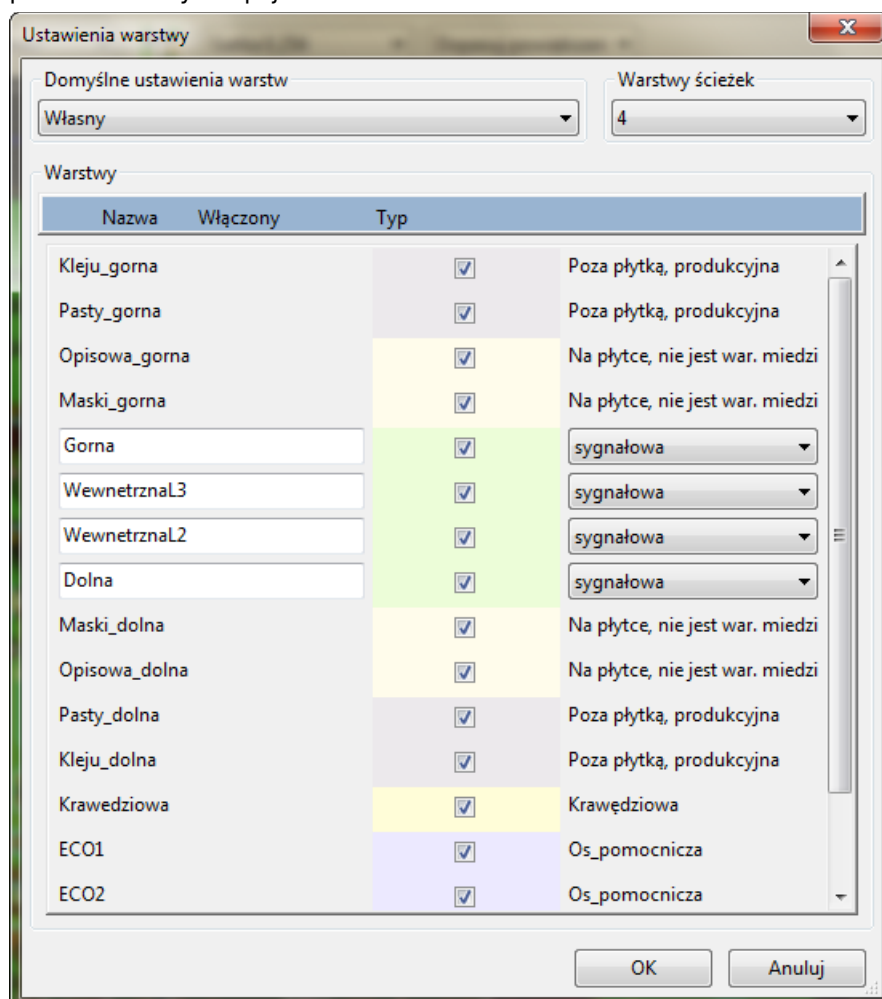 Ustawienia warstwy
Domyślne ustawienia warstw Warstwy ścieżek
Własny 4
Warstwy
Nazwa Włączony Typ
Kleju_gorna Poza płytką, produkcyjna
Pasty_gorna Poza płytką, produkcyjna
Opisowa_gorna Na płytce, nie jest war. miedzi
Maski_gorna Na płytce, nie jest war. miedzi
Gorna sygnałowa
WewnetrznaL3 sygnałowa
WewnetrznaL2 sygnałowa
Dolna sygnałowa
Maski_dolna Na płytce, nie jest war. miedzi
Opisowa_dolna Na płytce, nie jest war. miedzi
Pasty_dolna Poza płytką, produkcyjna
Kleju_dolna Poza płytką, produkcyjna
Krawedziowa Krawędziowa
ECO1 Os_pomocnicza
ECO2 Os_pomocnicza
OK Anuluj